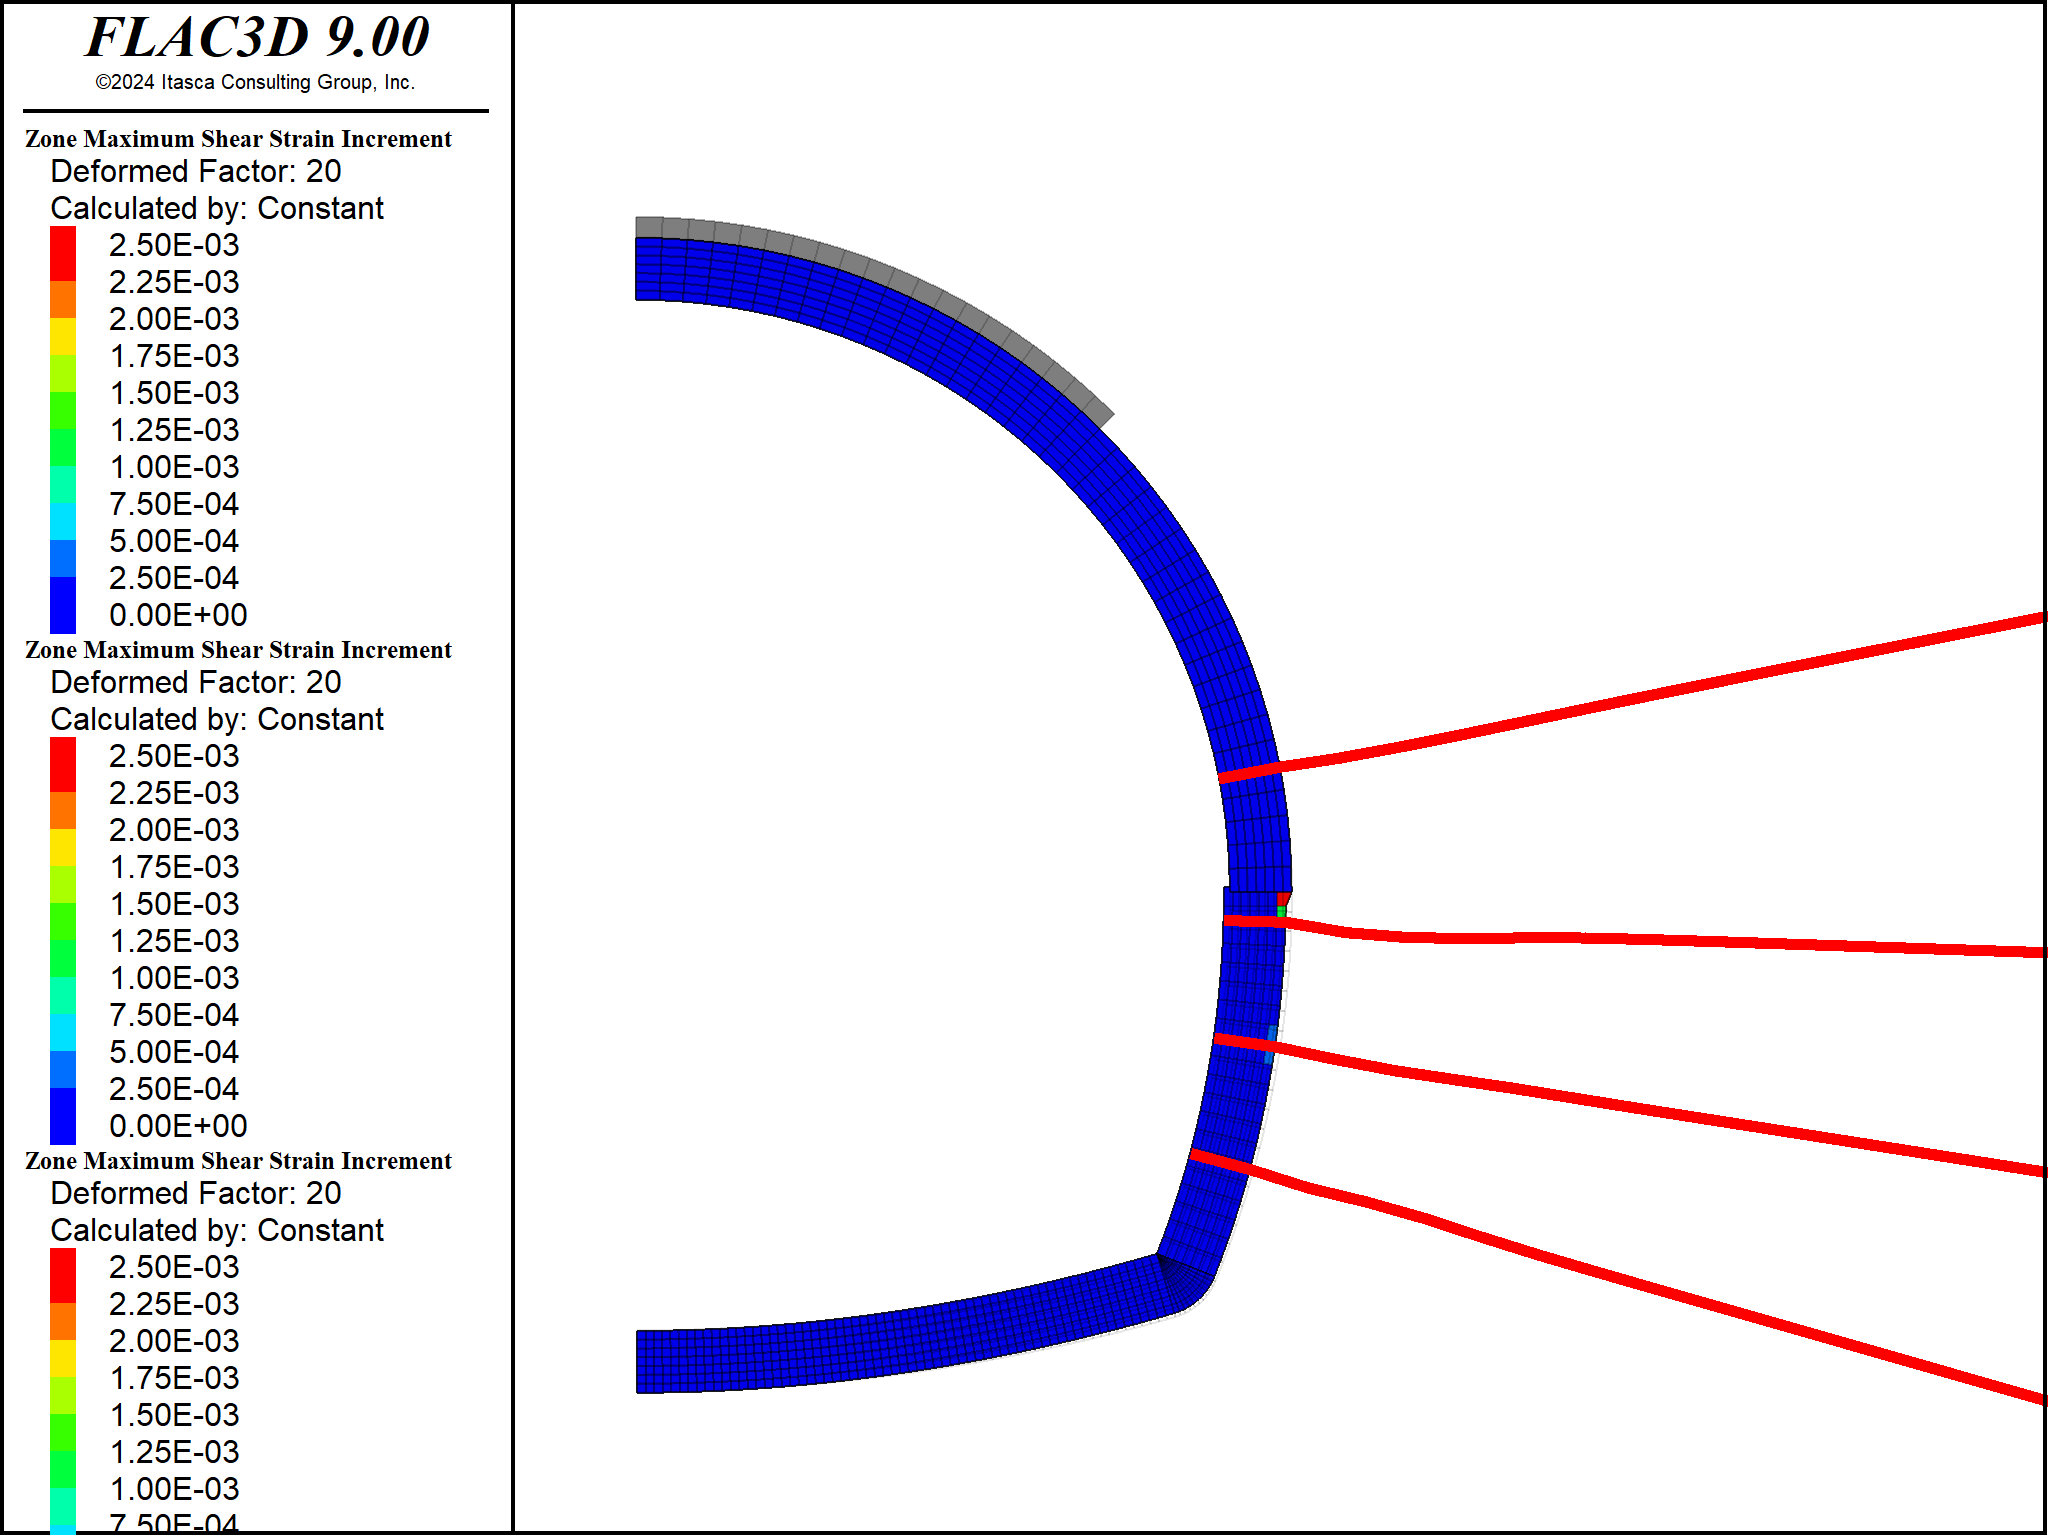 FLAC3D 9.00
©2024 Itasca Consulting Group, Inc.
Zone Maximum Shear Strain Increment
Deformed Factor: 20
Calculated by: Constant
2.50E-03
2.25E-03
2.00E-03
1.75E-03
1.50E-03
1.25E-03
1.00E-03
7.50E-04
5.00E-04
2.50E-04
0.00E+00
Zone Maximum Shear Strain Increment
Deformed Factor: 20
Calculated by: Constant
2.50E-03
2.25E-03
2.00E-03
1.75E-03
1.50E-03
1.25E-03
1.00E-03
7.50E-04
5.00E-04
2.50E-04
0.00E+00
Zone Maximum Shear Strain Increment
Deformed Factor: 20
Calculated by: Constant
2.50E-03
2.25E-03
2.00E-03
1.75E-03
1.50E-03
1.25E-03
1.00E-03
7.50E-04